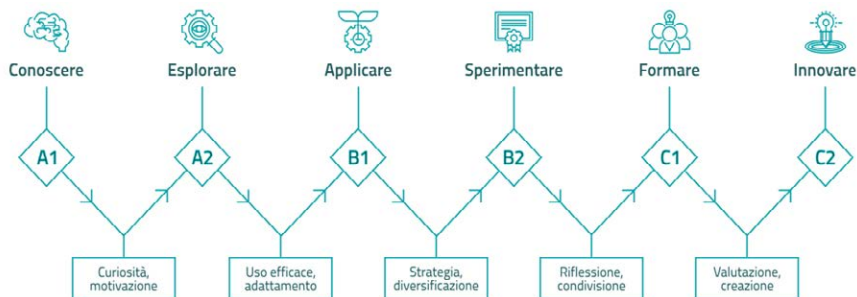 Conoscere
Esplorare
Applicare
Sperimentare
Formare
Innovare
A1
A2
B1
B2
C1
C2
Curiosità,
motivazione
Uso efficace,
adattamento
Strategia,
diversificazione
Riflessione,
condivisione
Valutazione,
creazione